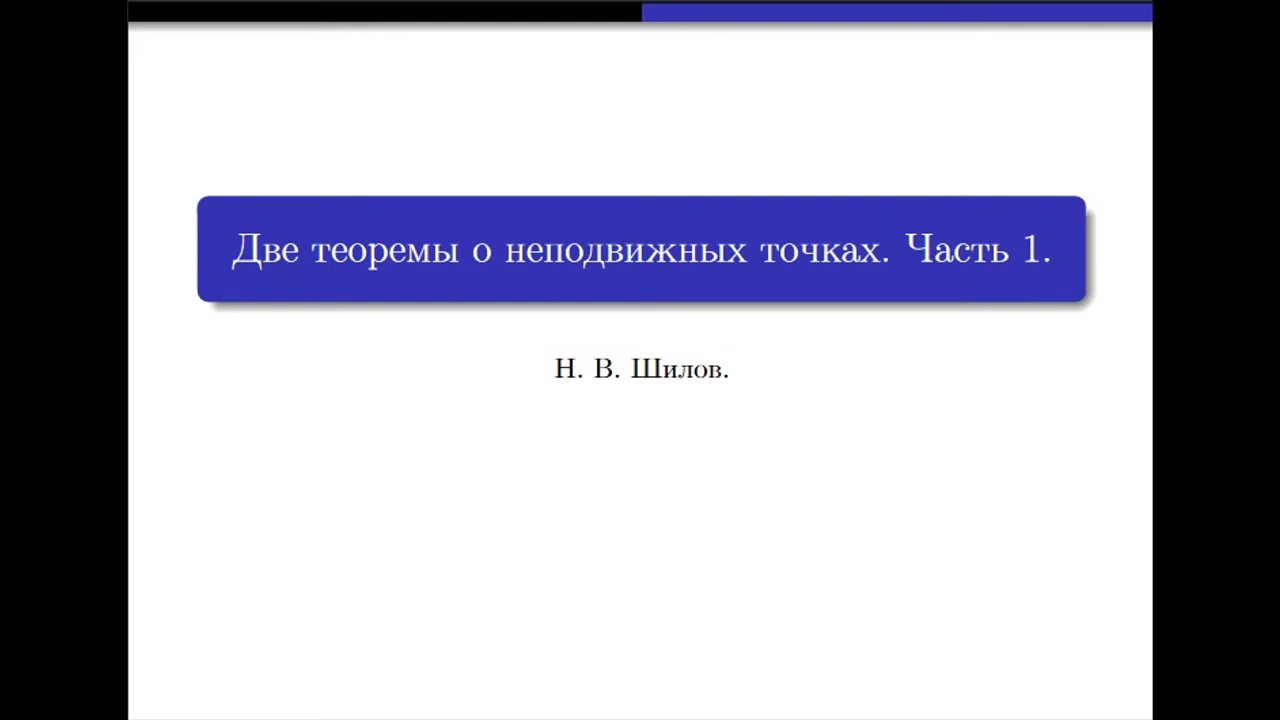 Две теоремы о неподвижных точках. Часть 1.
Н. В. Шилов.